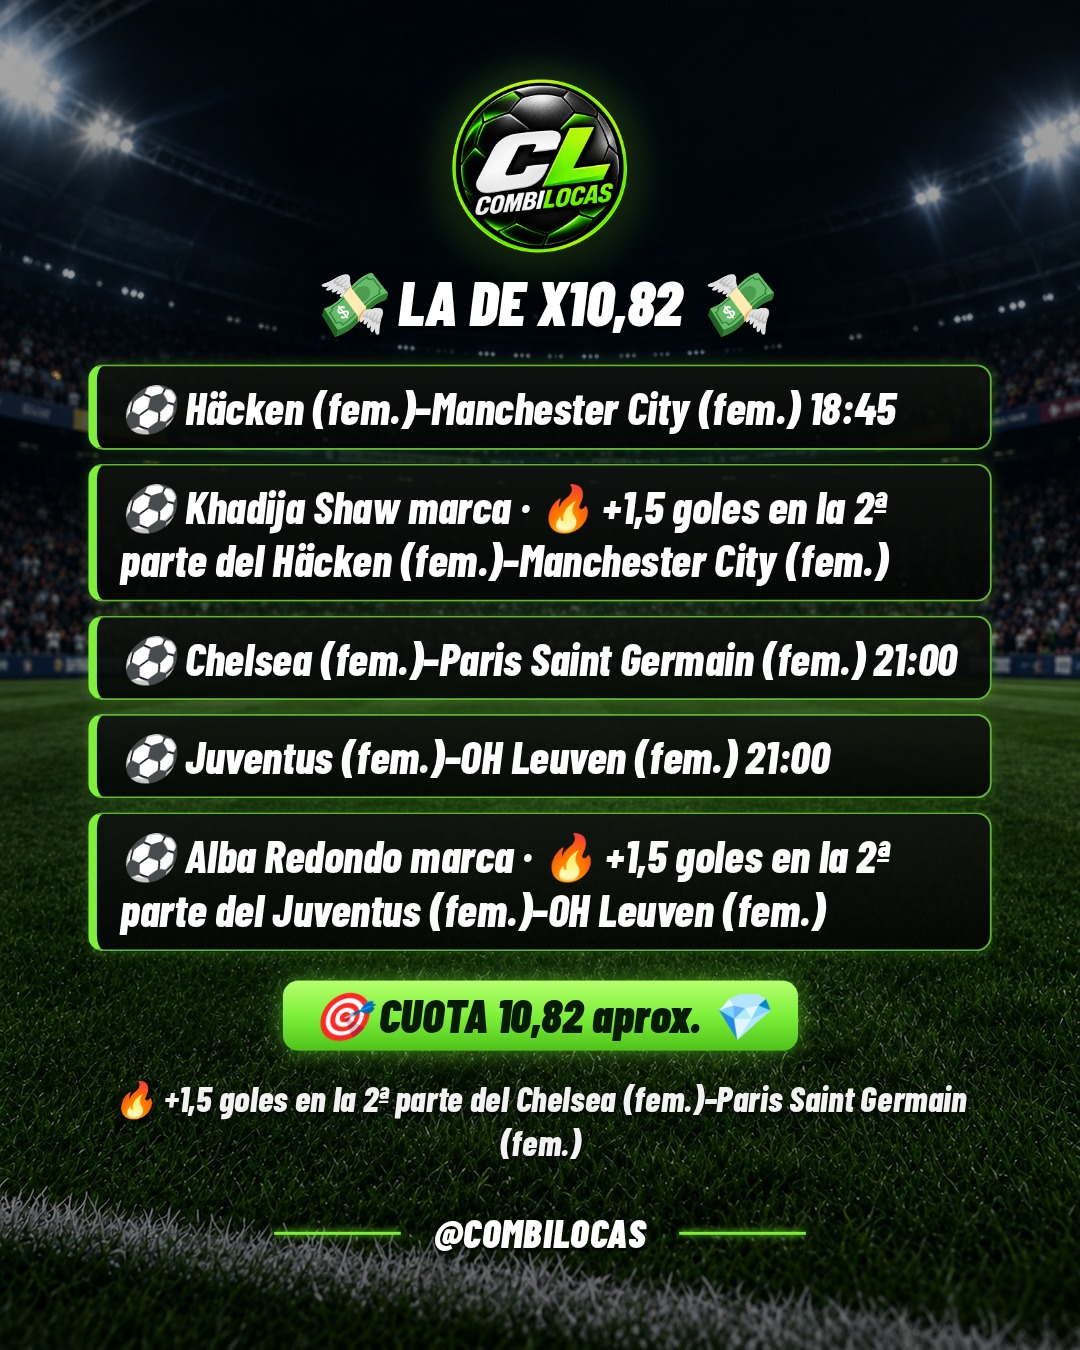 CL
COMBILOCAS
💸 LA DE X10,82 💸
⚽ Häcken (fem.)-Manchester City (fem.) 18:45
⚽ Khadija Shaw marca · 🔥 +1,5 goles en la 2ª
parte del Häcken (fem.)-Manchester City (fem.)
⚽ Chelsea (fem.)-Paris Saint Germain (fem.) 21:00
⚽ Juventus (fem.)-OH Leuven (fem.) 21:00
⚽ Alba Redondo marca · 🔥 +1,5 goles en la 2ª
parte del Juventus (fem.)-OH Leuven (fem.)
🎯 CUOTA 10,82 aprox. 💎
🔥 +1,5 goles en la 2ª parte del Chelsea (fem.)-Paris Saint Germain
(fem.)
@COMBILOCAS